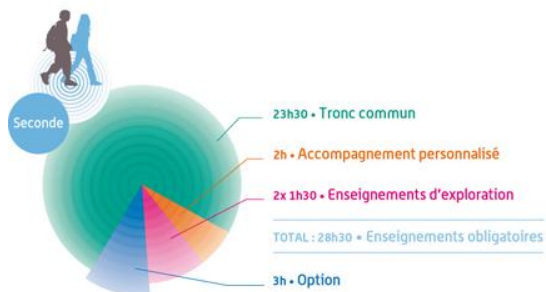 Seconde
23h30 • Tronc commun
2h • Accompagnement personnalisé
2x 1h30 • Enseignements d'exploration
TOTAL : 28h30 • Enseignements obligatoires
3h • Option